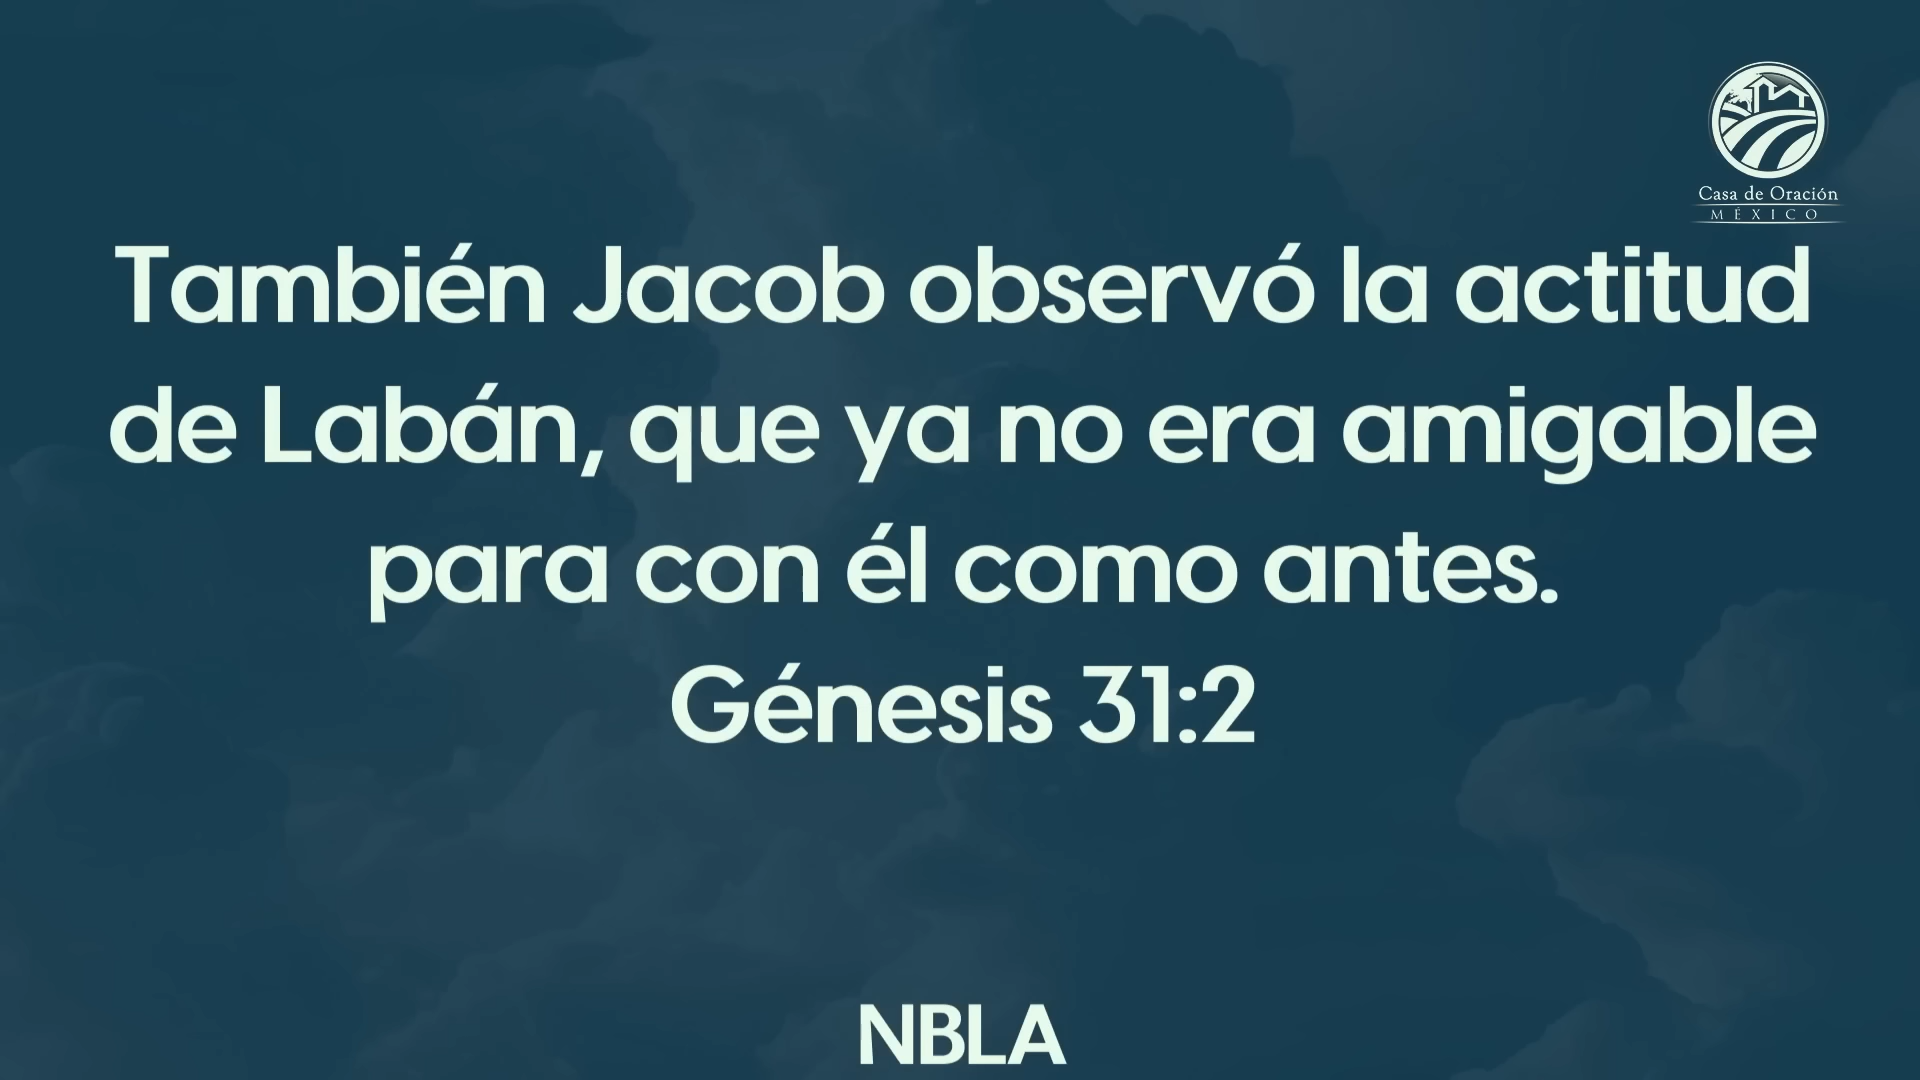 Casa de Oración
MÉXICO
También Jacob observó la actitud
de Labán, que ya no era amigable
para con él como antes.
Génesis 31:2
NBLA